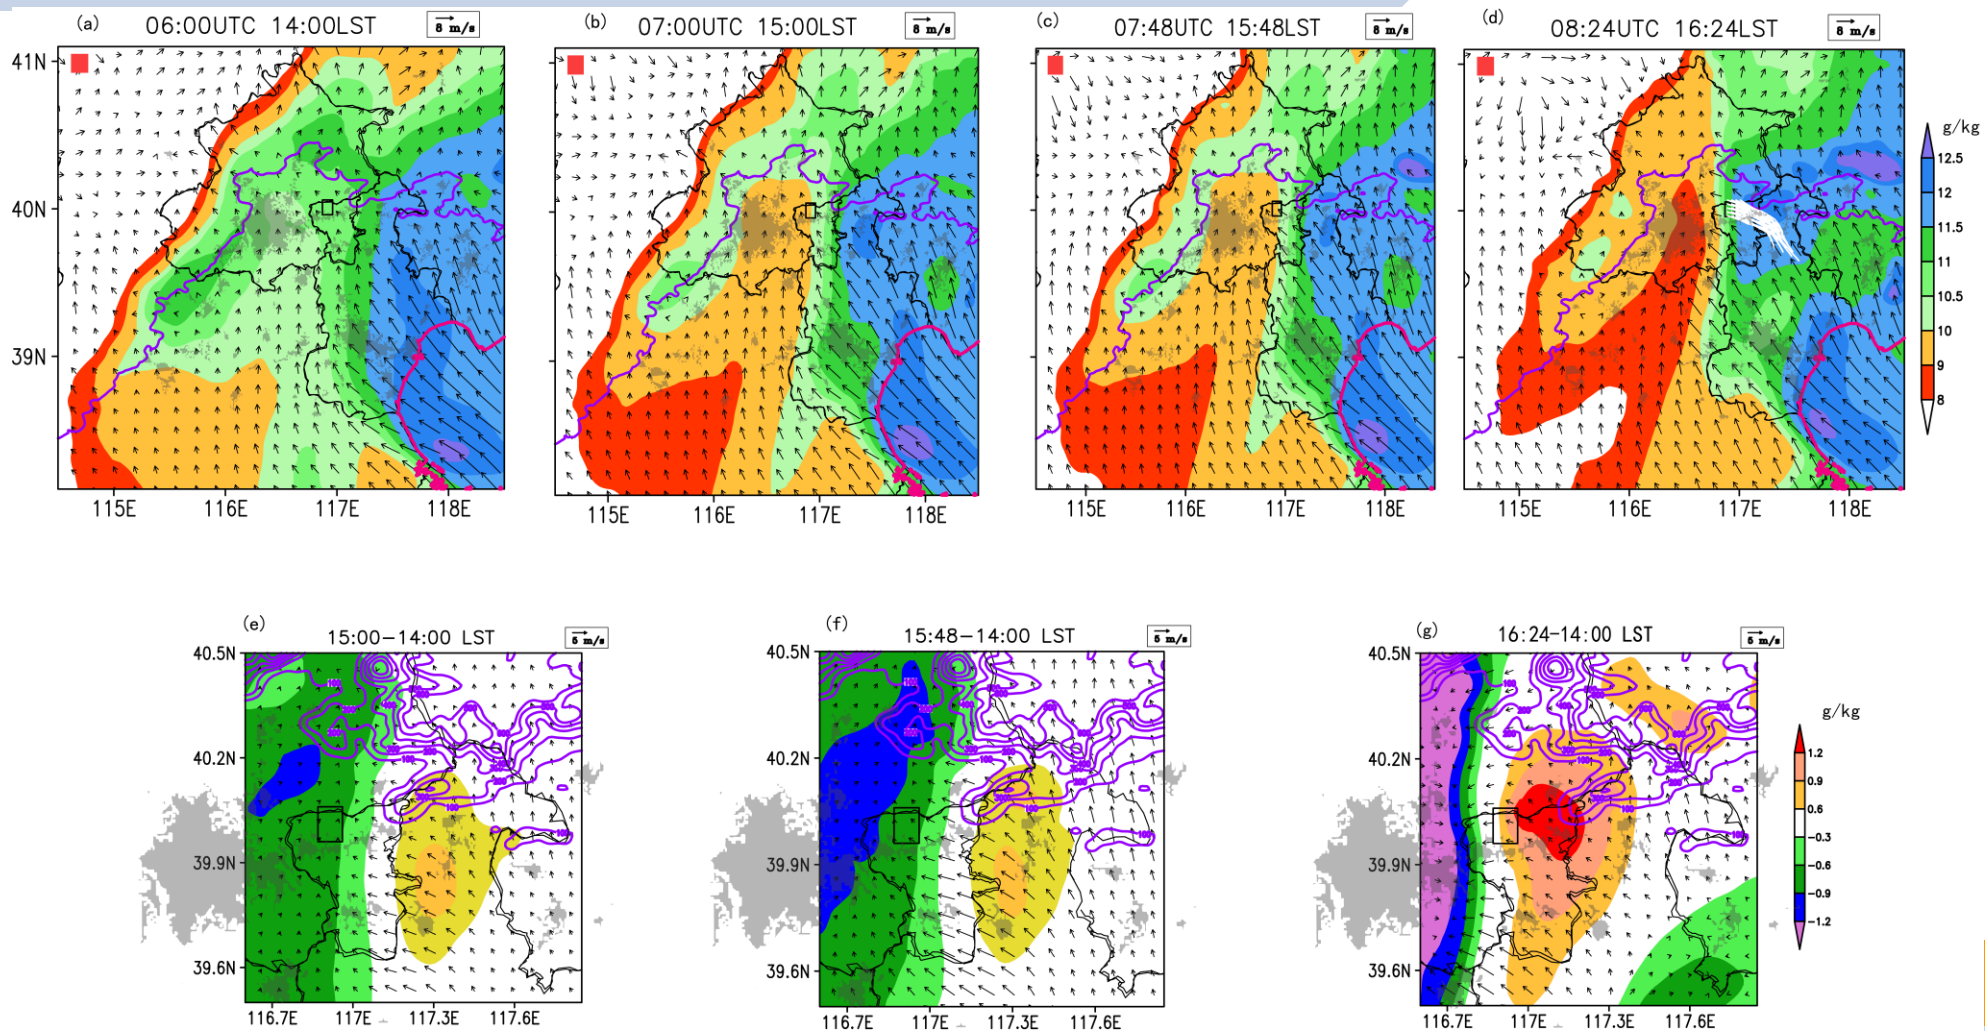 (a) 06:00UTC 14:00LST 8 m/s
(b) 07:00UTC 15:00LST 8 m/s
(c) 07:48UTC 15:48LST 8 m/s
(d) 08:24UTC 16:24LST 8 m/s
41N
40N
39N
115E 116E 117E 118E
115E 116E 117E 118E
115E 116E 117E 118E
115E 116E 117E 118E
g/kg
12.5
12
11.5
11
10.5
10
9
8
(e) 15:00-14:00 LST 5 m/s
40.5N
40.2N
39.9N
39.6N
116.7E 117E 117.3E 117.6E
(f) 15:48-14:00 LST 5 m/s
40.5N
40.2N
39.9N
39.6N
116.7E 117E 117.3E 117.6E
(g) 16:24-14:00 LST 5 m/s
40.5N
40.2N
39.9N
39.6N
116.7E 117E 117.3E 117.6E
g/kg
1.2
0.9
0.6
-0.3
-0.6
-0.9
-1.2